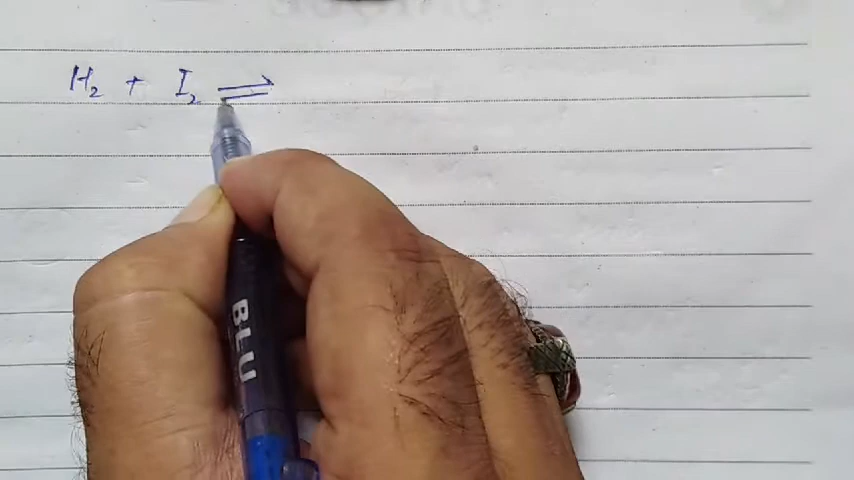 H₂ + I₂ ⇌
BLU